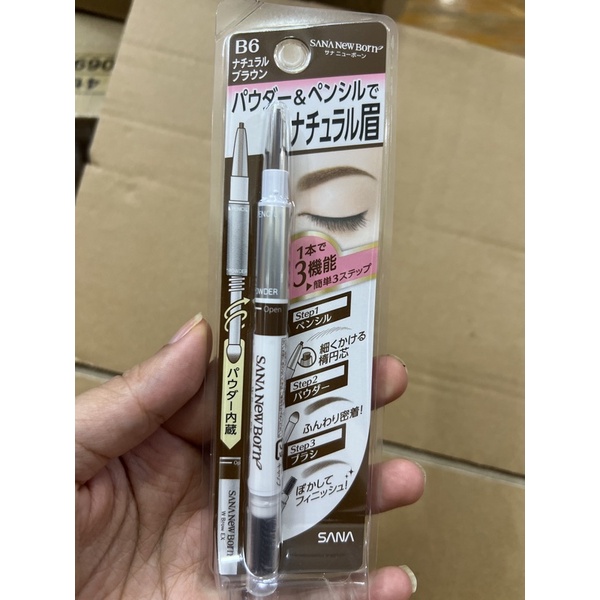 B6
ナチュラル
ブラウン
SANA NEW BORN
サナ ニューボーン
パウダー&ペンシルで
ナチュラル眉
1本で
3機能
▶簡単3ステップ
Step1
ペンシル
細くかける
楕円芯
Step2
パウダー
ふんわり密着!
Step3
ブラシ
ぼかして
フィニッシュ!
SANA
パウダー内蔵
SANA NEW BORN
W Brow EX
OWDER
Open
SANA NEW BORN